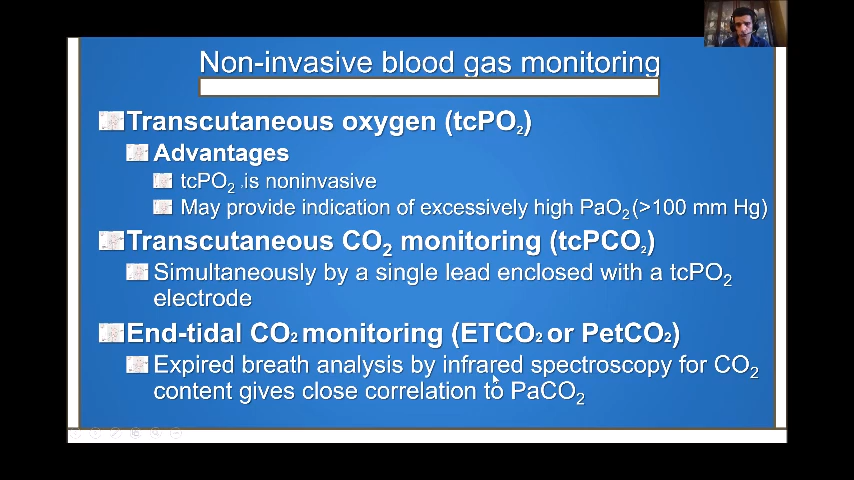 Non-invasive blood gas monitoring
Transcutaneous oxygen (tcPO₂)
Advantages
tcPO₂ is noninvasive
May provide indication of excessively high PaO₂ (>100 mm Hg)
Transcutaneous CO₂ monitoring (tcPCO₂)
Simultaneously by a single lead enclosed with a tcPO₂
electrode
End-tidal CO₂ monitoring (ETCO₂ or PetCO₂)
Expired breath analysis by infrared spectroscopy for CO₂
content gives close correlation to PaCO₂